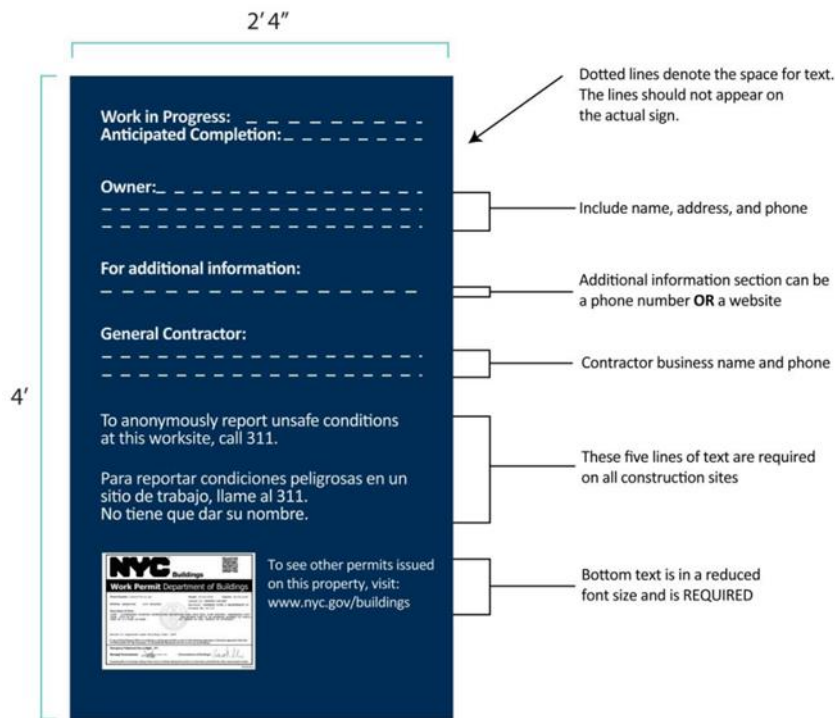 2' 4"
4'
Work in Progress:
Anticipated Completion:
Dotted lines denote the space for text.
The lines should not appear on
the actual sign.
Owner:
Include name, address, and phone
For additional information:
Additional information section can be
a phone number OR a website
General Contractor:
Contractor business name and phone
To anonymously report unsafe conditions
at this worksite, call 311.
Para reportar condiciones peligrosas en un
sitio de trabajo, llame al 311.
No tiene que dar su nombre.
These five lines of text are required
on all construction sites
NYC Buildings
Work Permit Department of Buildings
To see other permits issued
on this property, visit:
www.nyc.gov/buildings
Bottom text is in a reduced
font size and is REQUIRED